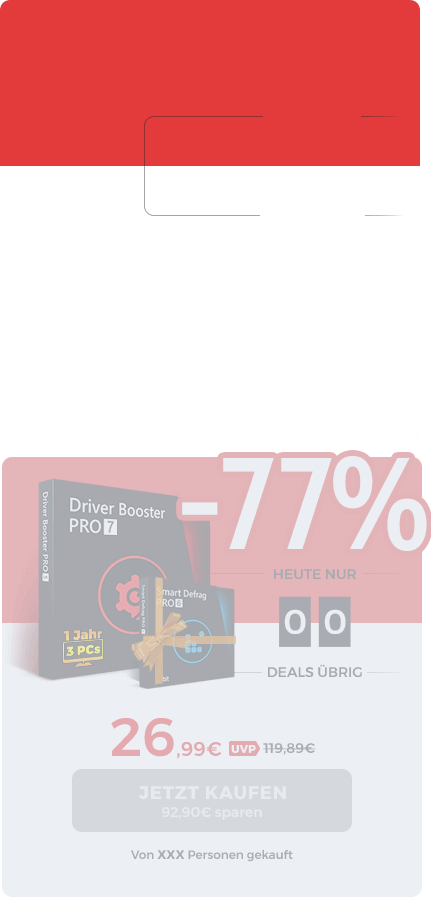 -77%
Driver Booster
PRO 7
Driver Booster PRO 7
HEUTE NUR
Smart Defrag
PRO 6
Smart Defrag PRO 6
0 0
1 Jahr
3 PCs
DEALS ÜBRIG
26,99€ UVP 119,89€
JETZT KAUFEN
92,90€ sparen
Von XXX Personen gekauft